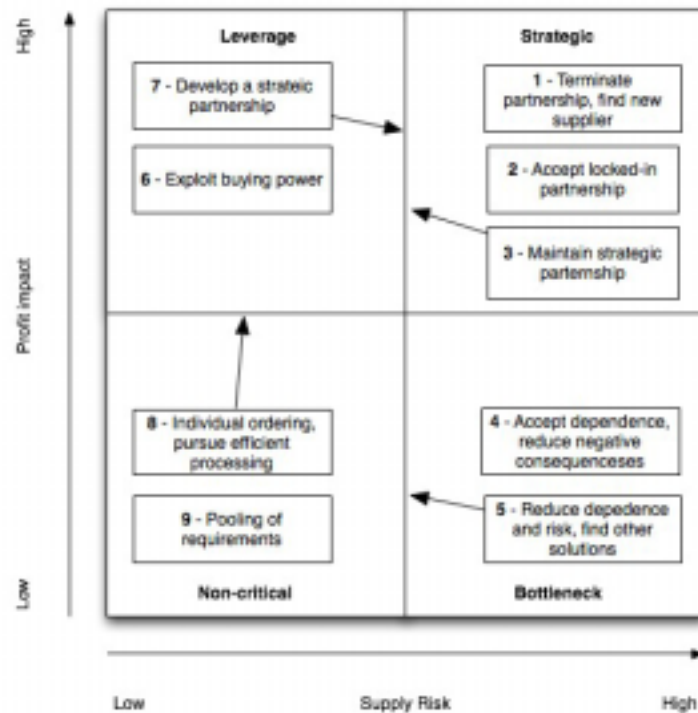 High
Leverage
Strategic
7 - Develop a strateic
partnership
1 - Terminate
partnership, find new
supplier
6 - Exploit buying power
2 - Accept locked-in
partnership
3 - Maintain strategic
parternship
Profit impact
8 - Individual ordering,
pursue efficient
processing
4 - Accept dependence,
reduce negative
consequenceses
9 - Pooling of
requirements
5 - Reduce depedence
and risk, find other
solutions
Low
Non-critical
Bottleneck
Low
Supply Risk
High